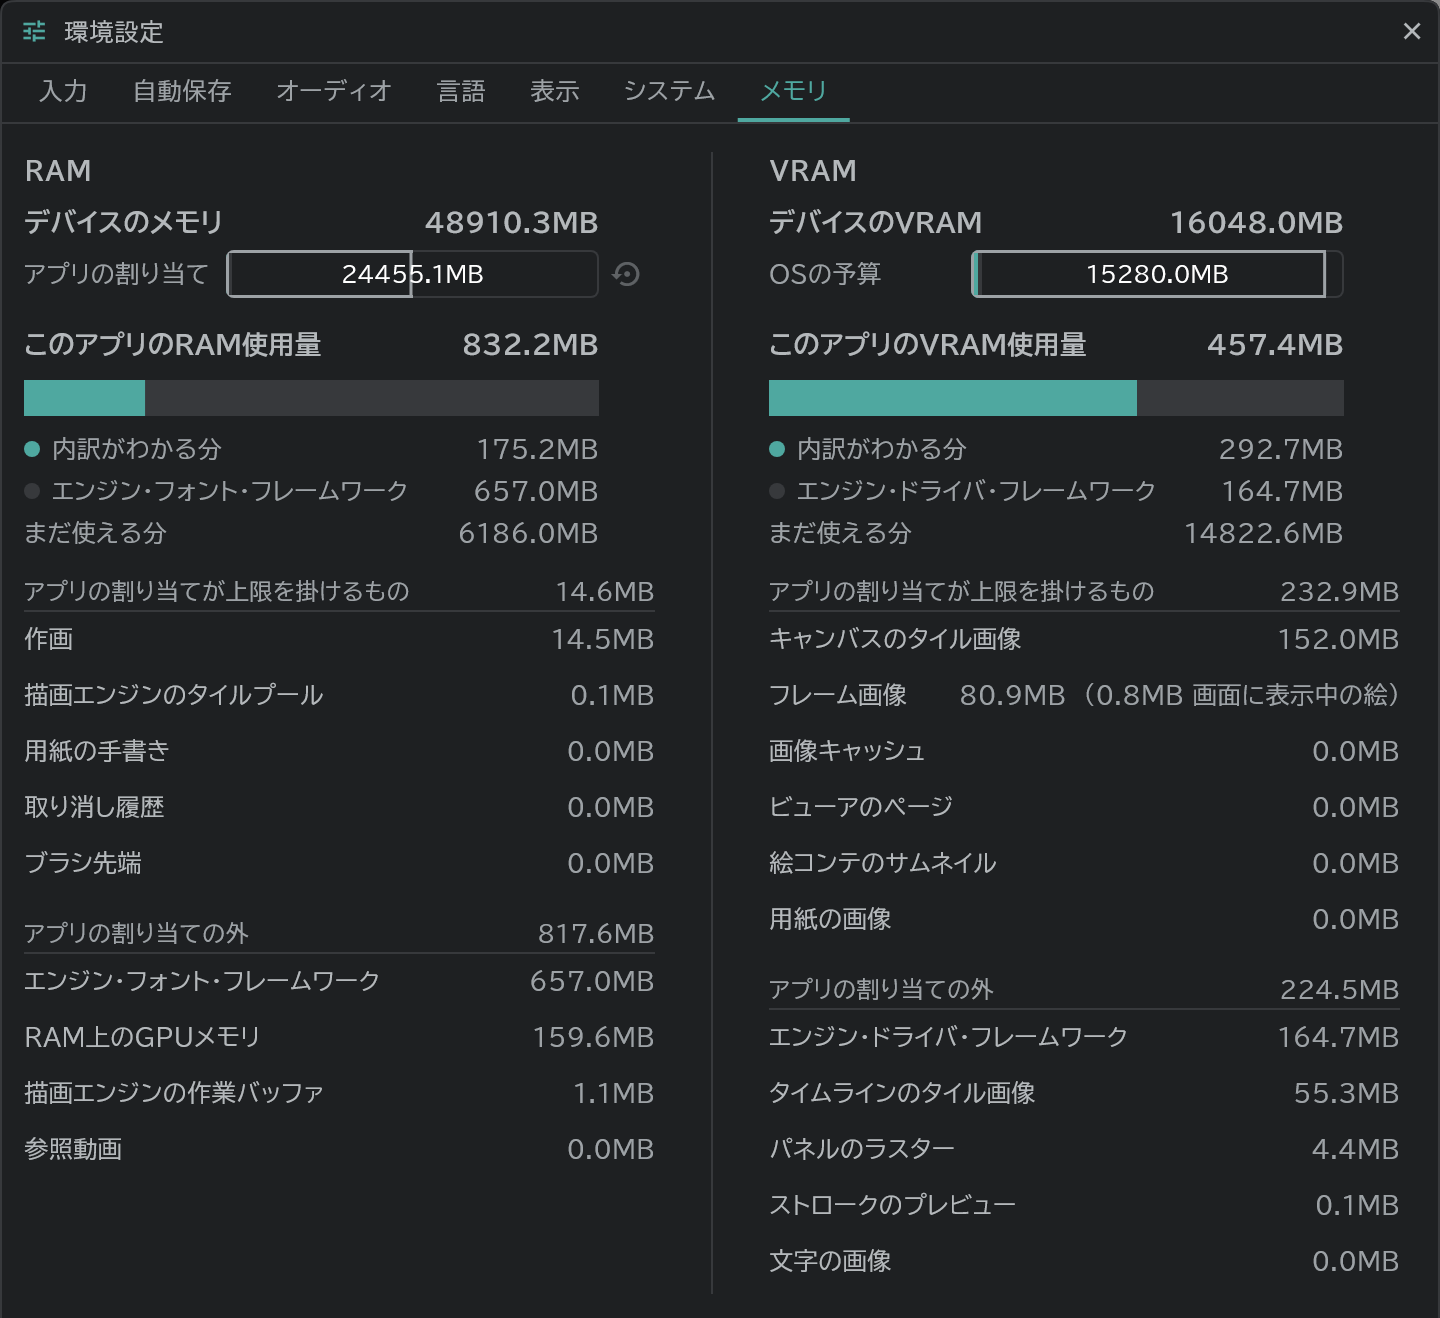 環境設定
入力 自動保存 オーディオ 言語 表示 システム メモリ
RAM
デバイスのメモリ 48910.3MB
アプリの割り当て 24455.1MB
このアプリのRAM使用量 832.2MB
内訳がわかる分 175.2MB
エンジン・フォント・フレームワーク 657.0MB
まだ使える分 6186.0MB
アプリの割り当てが上限を掛けるもの 14.6MB
作画 14.5MB
描画エンジンのタイルプール 0.1MB
用紙の手書き 0.0MB
取り消し履歴 0.0MB
ブラシ先端 0.0MB
アプリの割り当ての外 817.6MB
エンジン・フォント・フレームワーク 657.0MB
RAM上のGPUメモリ 159.6MB
描画エンジンの作業バッファ 1.1MB
参照動画 0.0MB
VRAM
デバイスのVRAM 16048.0MB
OSの予算 15280.0MB
このアプリのVRAM使用量 457.4MB
内訳がわかる分 292.7MB
エンジン・ドライバ・フレームワーク 164.7MB
まだ使える分 14822.6MB
アプリの割り当てが上限を掛けるもの 232.9MB
キャンバスのタイル画像 152.0MB
フレーム画像 80.9MB（0.8MB 画面に表示中の絵）
画像キャッシュ 0.0MB
ビューアのページ 0.0MB
絵コンテのサムネイル 0.0MB
用紙の画像 0.0MB
アプリの割り当ての外 224.5MB
エンジン・ドライバ・フレームワーク 164.7MB
タイムラインのタイル画像 55.3MB
パネルのラスター 4.4MB
ストロークのプレビュー 0.1MB
文字の画像 0.0MB